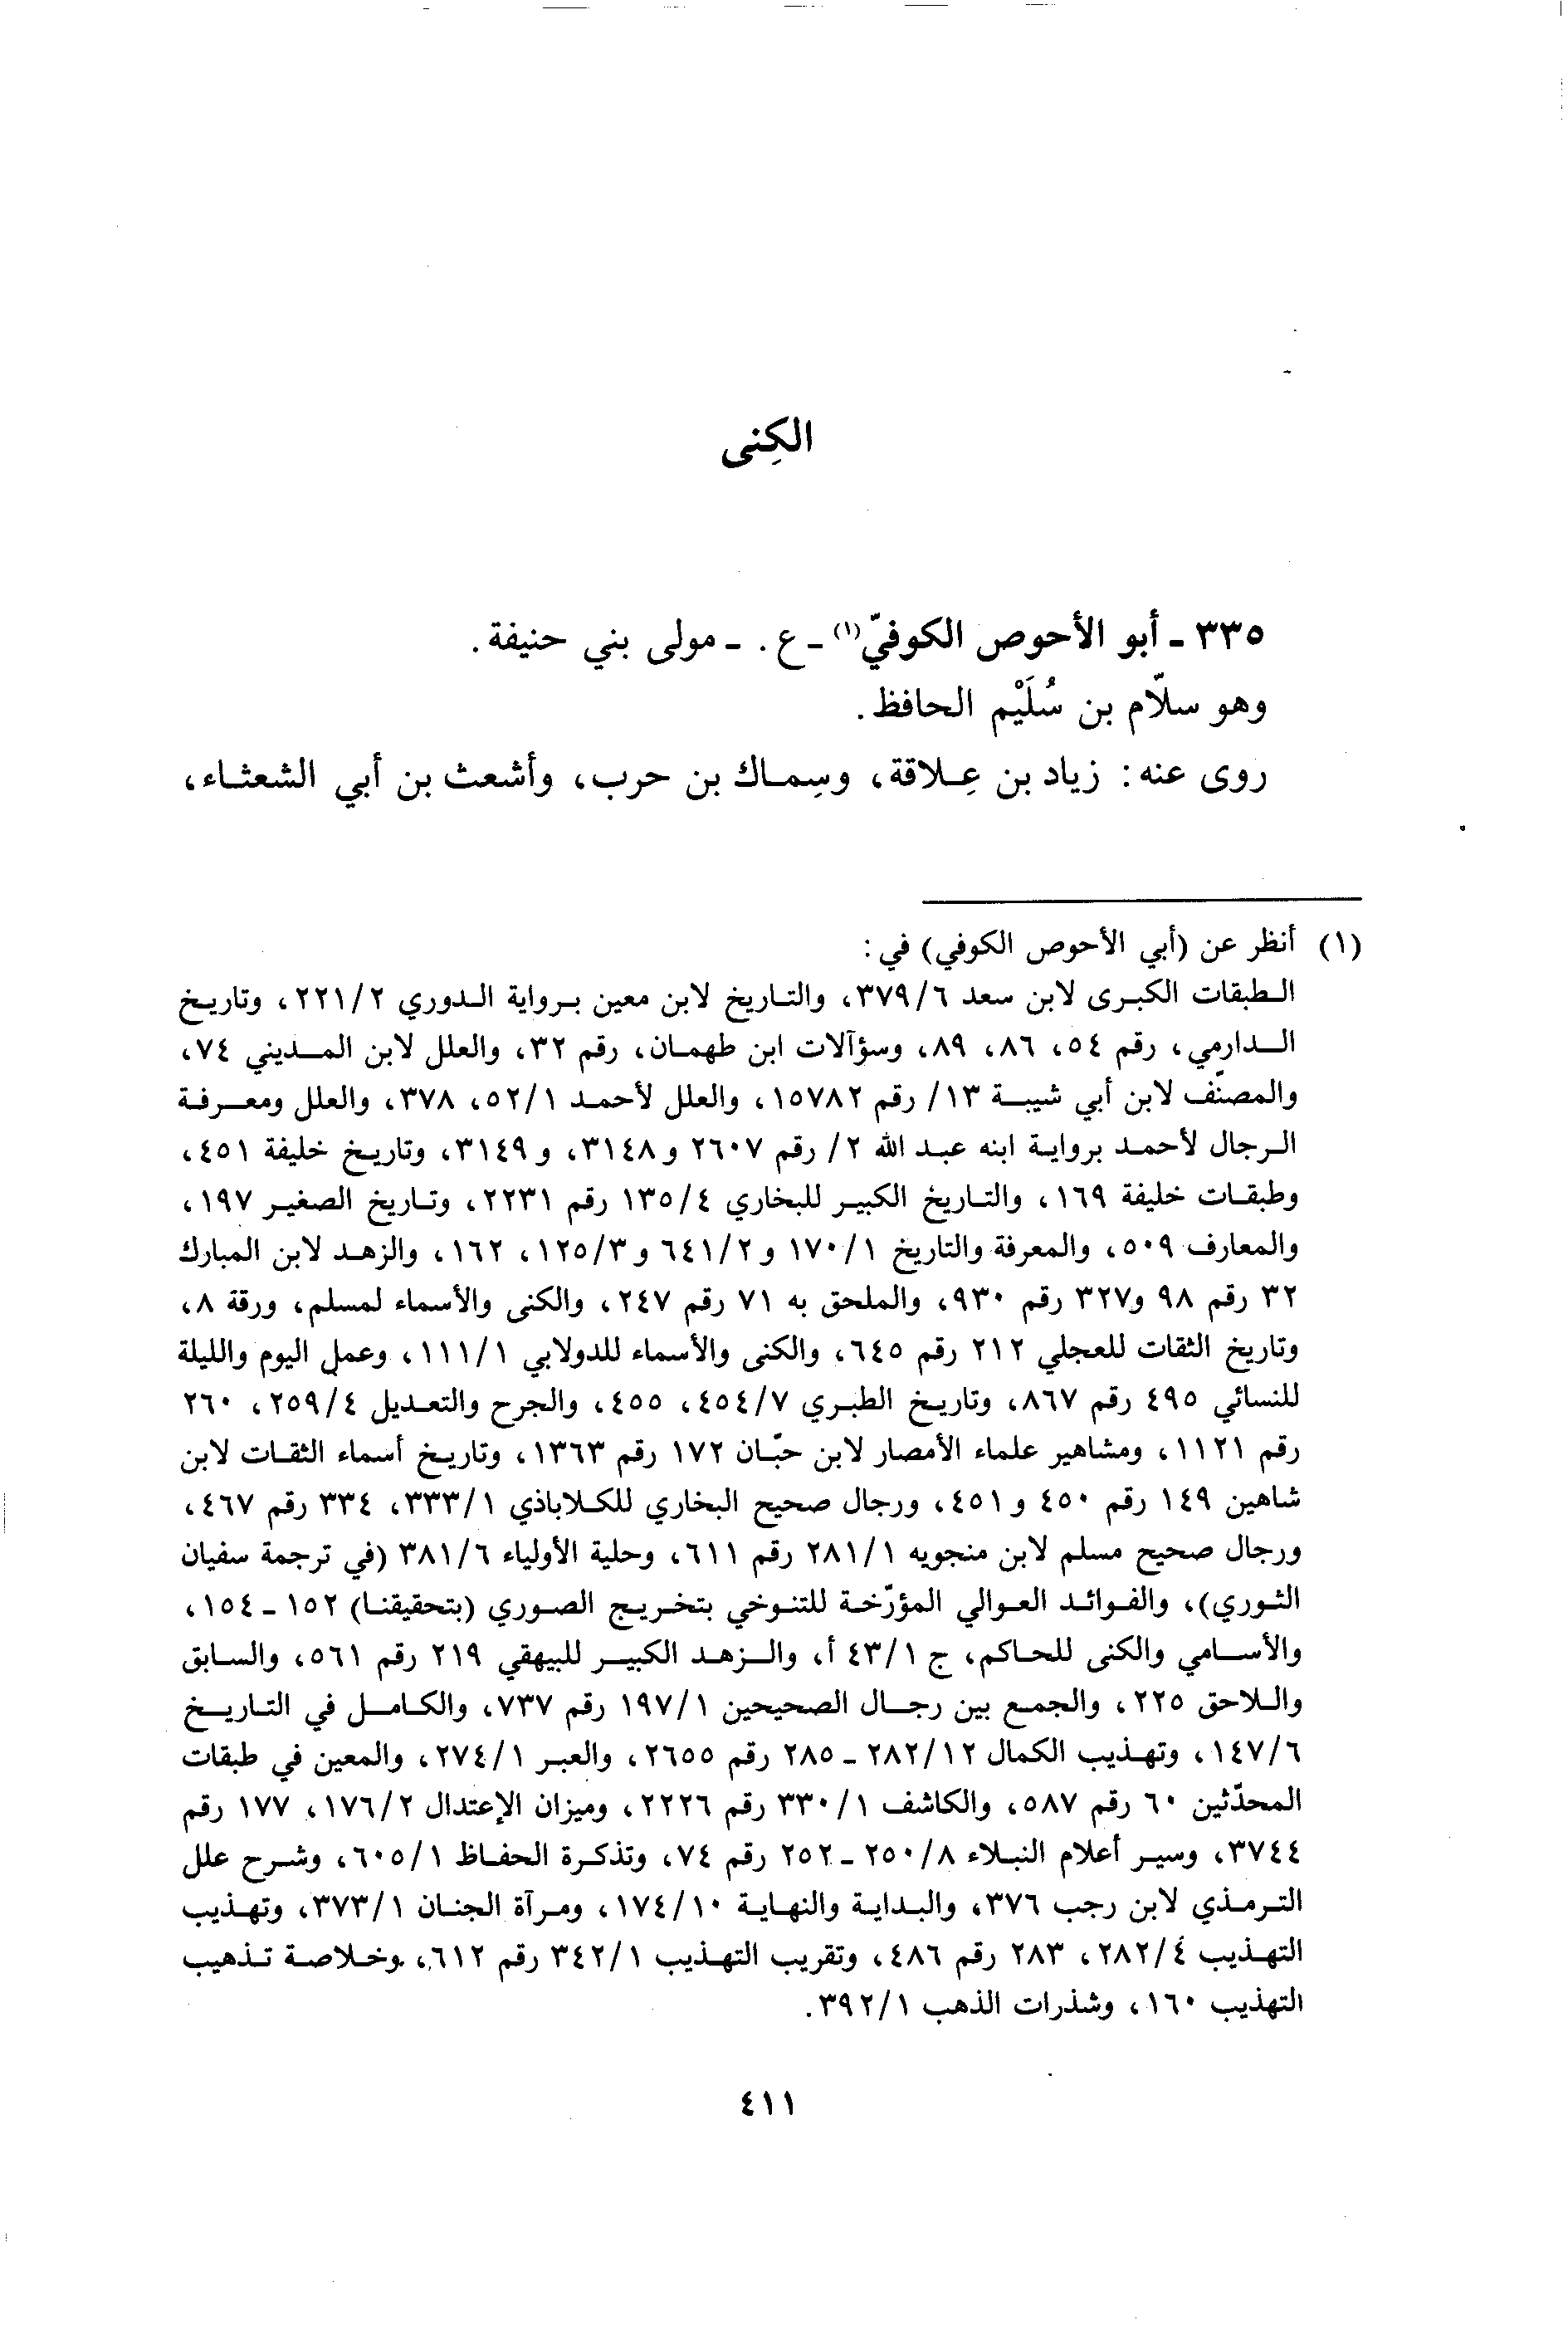 الكِنى
٣٣٥ - أبو الأحوص الكوفيّ(١) - ع. - مولى بني حنيفة.
وهو سلّام بن سُلَيْم الحافظ.
روى عنه: زياد بن عِلاقة، وسِماك بن حرب، وأشعث بن أبي الشعثاء،
(١) أنظر عن (أبي الأحوص الكوفي) في:
الطبقات الكبرى لابن سعد ٣٧٩/٦، والتاريخ لابن معين برواية الدوري ٢٢١/٢، وتاريخ
الدارمي، رقم ٥٤، ٨٦، ٨٩، وسؤآلات ابن طهمان، رقم ٣٢، والعلل لابن المديني ٧٤،
والمصنّف لابن أبي شيبة ١٣/ رقم ١٥٧٨٢، والعلل لأحمد ٥٢/١، ٣٧٨، والعلل ومعرفة
الرجال لأحمد برواية ابنه عبد الله ٢/ رقم ٢٦٠٧ و٣١٤٨، و٣١٤٩، وتاريخ خليفة ٤٥١،
وطبقات خليفة ١٦٩، والتاريخ الكبير للبخاري ١٣٥/٤ رقم ٢٢٣١، وتاريخ الصغير ١٩٧،
والمعارف ٥٠٩، والمعرفة والتاريخ ١٧٠/١ و٦٤١/٢ و١٢٥/٣، ١٦٢، والزهد لابن المبارك
٣٢ رقم ٩٨ و٣٢٧ رقم ٩٣٠، والملحق به ٧١ رقم ٢٤٧، والكنى والأسماء لمسلم، ورقة ٨،
وتاريخ الثقات للعجلي ٢١٢ رقم ٦٤٥، والكنى والأسماء للدولابي ١١١/١، وعمل اليوم والليلة
للنسائي ٤٩٥ رقم ٨٦٧، وتاريخ الطبري ٤٥٤/٧، ٤٥٥، والجرح والتعديل ٢٥٩/٤، ٢٦٠
رقم ١١٢١، ومشاهير علماء الأمصار لابن حبّان ١٧٢ رقم ١٣٦٣، وتاريخ أسماء الثقات لابن
شاهين ١٤٩ رقم ٤٥٠ و٤٥١، ورجال صحيح البخاري للكلاباذي ٣٣٣/١، ٣٣٤ رقم ٤٦٧،
ورجال صحيح مسلم لابن منجويه ٢٨١/١ رقم ٦١١، وحلية الأولياء ٣٨١/٦ (في ترجمة سفيان
الثوري)، والفوائد العوالي المؤرّخة للتنوخي بتخريج الصوري (بتحقيقنا) ١٥٢ - ١٥٤،
والأسامي والكنى للحاكم، ج ٤٣/١ أ، والزهد الكبير للبيهقي ٢١٩ رقم ٥٦١، والسابق
واللاحق ٢٢٥، والجمع بين رجال الصحيحين ١٩٧/١ رقم ٧٣٧، والكامل في التاريخ
١٤٧/٦، وتهذيب الكمال ٢٨٢/١٢ - ٢٨٥ رقم ٢٦٥٥، والعبر ٢٧٤/١، والمعين في طبقات
المحدّثين ٦٠ رقم ٥٨٧، والكاشف ٣٣٠/١ رقم ٢٢٢٦، وميزان الإعتدال ١٧٦/٢، ١٧٧ رقم
٣٧٤٤، وسير أعلام النبلاء ٢٥٠/٨ - ٢٥٢ رقم ٧٤، وتذكرة الحفاظ ٦٠٥/١، وشرح علل
الترمذي لابن رجب ٣٧٦، والبداية والنهاية ١٧٤/١٠، ومرآة الجنان ٣٧٣/١، وتهذيب
التهذيب ٢٨٢/٤، ٢٨٣ رقم ٤٨٦، وتقريب التهذيب ٣٤٢/١ رقم ٦١٢، وخلاصة تذهيب
التهذيب ١٦٠، وشذرات الذهب ٣٩٢/١.
٤١١